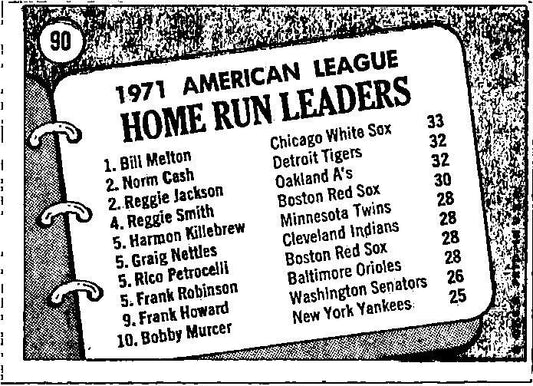 90
1971 AMERICAN LEAGUE
HOME RUN LEADERS
1. Bill Melton Chicago White Sox 33
2. Norm Cash Detroit Tigers 32
2. Reggie Jackson Oakland A's 32
4. Reggie Smith Boston Red Sox 30
5. Harmon Killebrew Minnesota Twins 28
5. Graig Nettles Cleveland Indians 28
5. Rico Petrocelli Boston Red Sox 28
5. Frank Robinson Baltimore Orioles 28
9. Frank Howard Washington Senators 26
10. Bobby Murcer New York Yankees 25